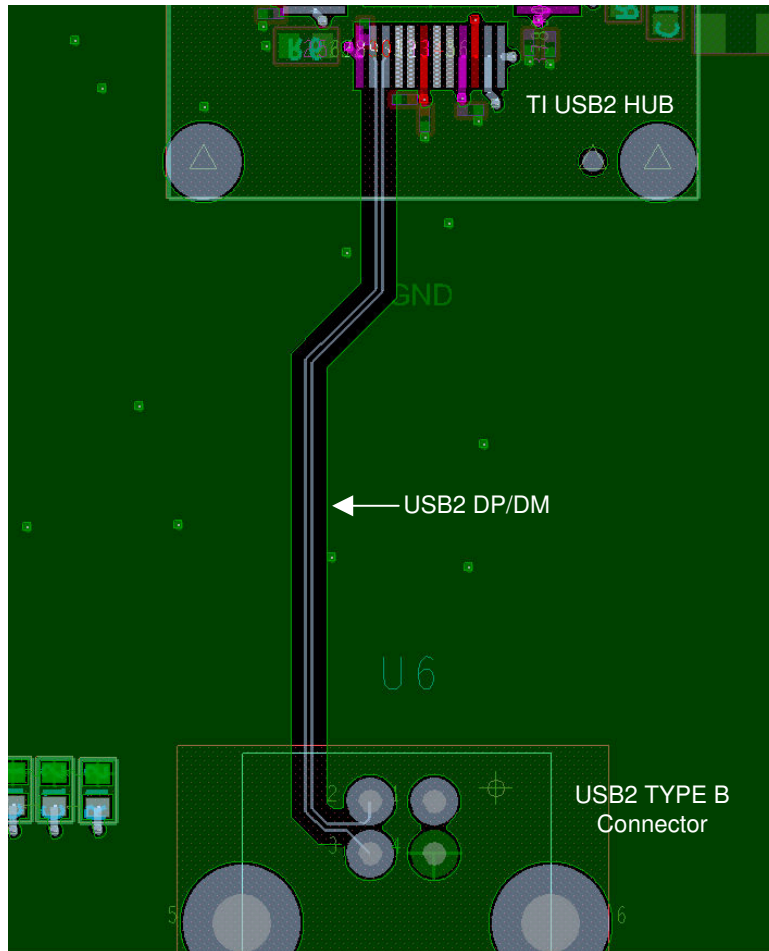 TI USB2 HUB
GND
USB2 DP/DM
U6
USB2 TYPE B
Connector
2
1
3
4
5
6